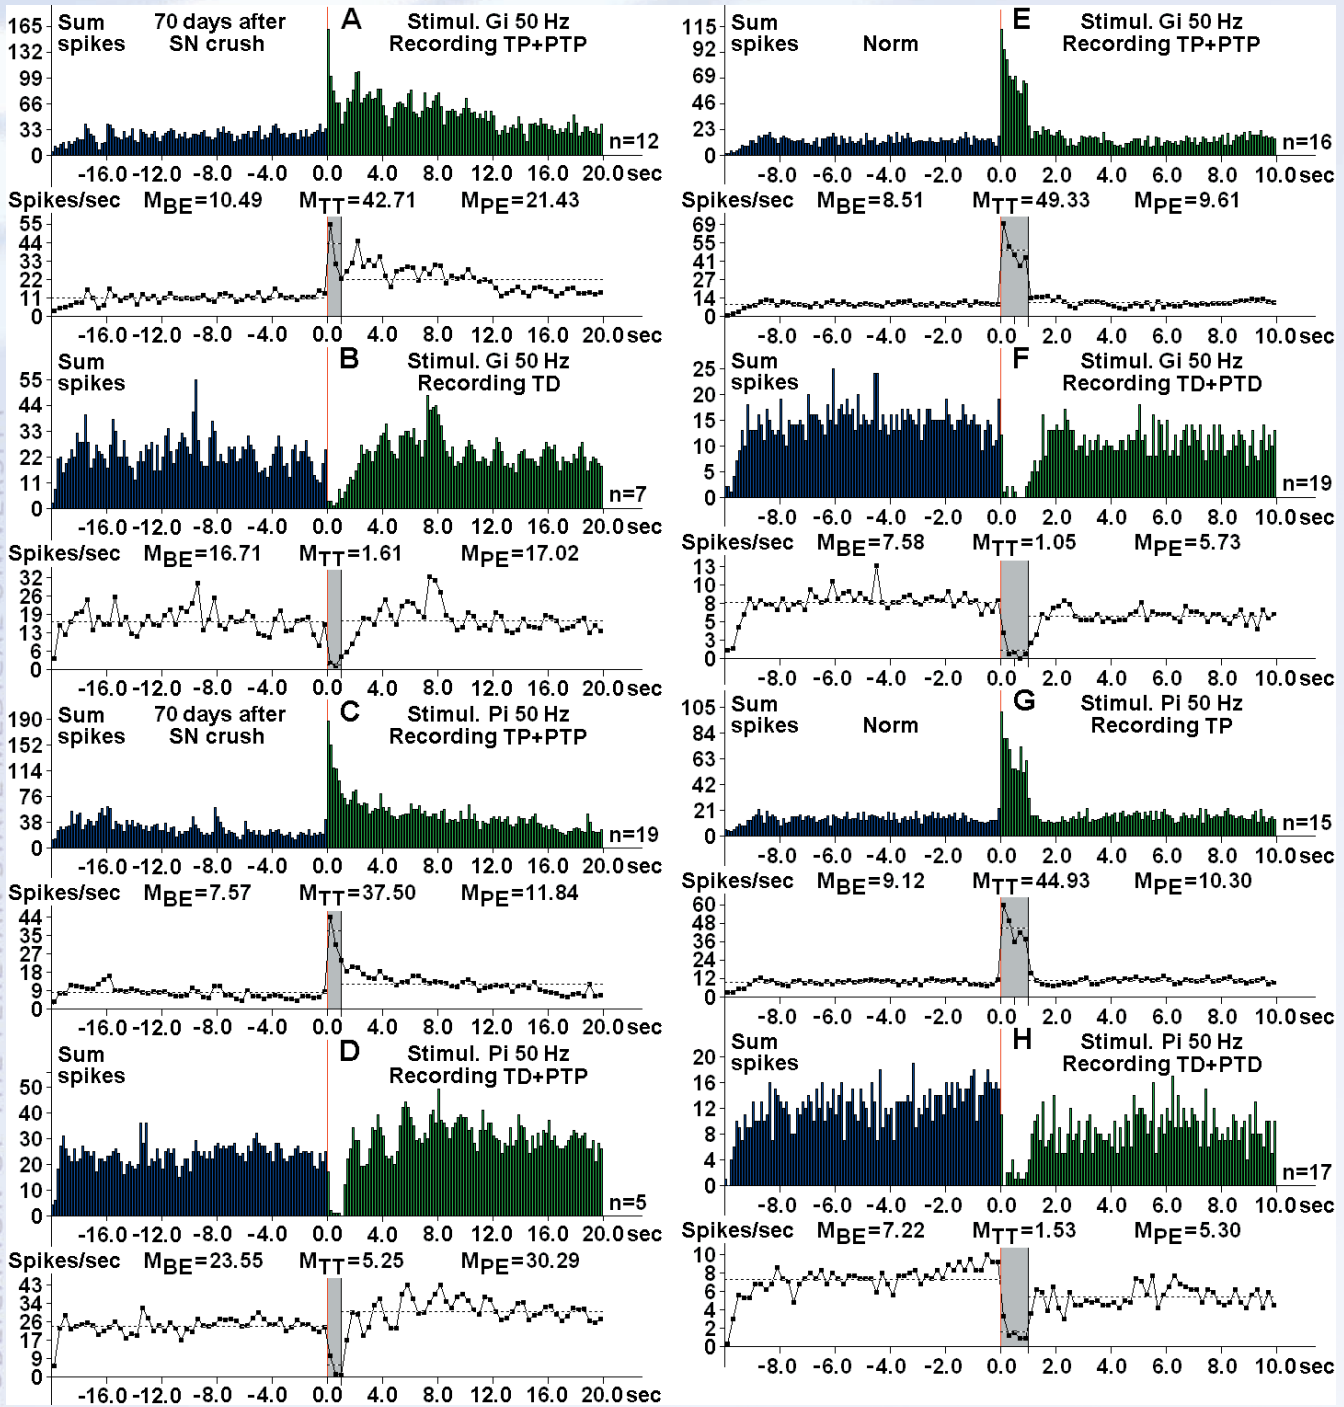 A
Sum spikes
70 days after SN crush
Stimul. Gi 50 Hz
Recording TP+PTP
165
132
99
66
33
0
n=12
-16.0 -12.0 -8.0 -4.0 0.0 4.0 8.0 12.0 16.0 20.0 sec
Spikes/sec MBE=10.49 MTT=42.71 MPE=21.43
55
44
33
22
11
0
-16.0 -12.0 -8.0 -4.0 0.0 4.0 8.0 12.0 16.0 20.0 sec
B
Sum spikes
Stimul. Gi 50 Hz
Recording TD
55
44
33
22
11
0
n=7
-16.0 -12.0 -8.0 -4.0 0.0 4.0 8.0 12.0 16.0 20.0 sec
Spikes/sec MBE=16.71 MTT=1.61 MPE=17.02
32
26
19
13
6
0
-16.0 -12.0 -8.0 -4.0 0.0 4.0 8.0 12.0 16.0 20.0 sec
C
Sum spikes
70 days after SN crush
Stimul. Pi 50 Hz
Recording TP+PTP
190
152
114
76
38
0
n=19
-16.0 -12.0 -8.0 -4.0 0.0 4.0 8.0 12.0 16.0 20.0 sec
Spikes/sec MBE=7.57 MTT=37.50 MPE=11.84
44
35
27
18
9
0
-16.0 -12.0 -8.0 -4.0 0.0 4.0 8.0 12.0 16.0 20.0 sec
D
Sum spikes
Stimul. Pi 50 Hz
Recording TD+PTP
50
40
30
20
10
0
n=5
-16.0 -12.0 -8.0 -4.0 0.0 4.0 8.0 12.0 16.0 20.0 sec
Spikes/sec MBE=23.55 MTT=5.25 MPE=30.29
43
34
26
17
9
0
-16.0 -12.0 -8.0 -4.0 0.0 4.0 8.0 12.0 16.0 20.0 sec
E
Sum spikes
Norm
Stimul. Gi 50 Hz
Recording TP+PTP
115
92
69
46
23
0
n=16
-8.0 -6.0 -4.0 -2.0 0.0 2.0 4.0 6.0 8.0 10.0 sec
Spikes/sec MBE=8.51 MTT=49.33 MPE=9.61
69
55
41
27
14
0
-8.0 -6.0 -4.0 -2.0 0.0 2.0 4.0 6.0 8.0 10.0 sec
F
Sum spikes
Stimul. Gi 50 Hz
Recording TD+PTD
25
20
15
10
5
0
n=19
-8.0 -6.0 -4.0 -2.0 0.0 2.0 4.0 6.0 8.0 10.0 sec
Spikes/sec MBE=7.58 MTT=1.05 MPE=5.73
13
10
8
5
3
0
-8.0 -6.0 -4.0 -2.0 0.0 2.0 4.0 6.0 8.0 10.0 sec
G
Sum spikes
Norm
Stimul. Pi 50 Hz
Recording TP
105
84
63
42
21
0
n=15
-8.0 -6.0 -4.0 -2.0 0.0 2.0 4.0 6.0 8.0 10.0 sec
Spikes/sec MBE=9.12 MTT=44.93 MPE=10.30
60
48
36
24
12
0
-8.0 -6.0 -4.0 -2.0 0.0 2.0 4.0 6.0 8.0 10.0 sec
H
Sum spikes
Stimul. Pi 50 Hz
Recording TD+PTD
20
16
12
8
4
0
n=17
-8.0 -6.0 -4.0 -2.0 0.0 2.0 4.0 6.0 8.0 10.0 sec
Spikes/sec MBE=7.22 MTT=1.53 MPE=5.30
10
8
6
4
2
0
-8.0 -6.0 -4.0 -2.0 0.0 2.0 4.0 6.0 8.0 10.0 sec